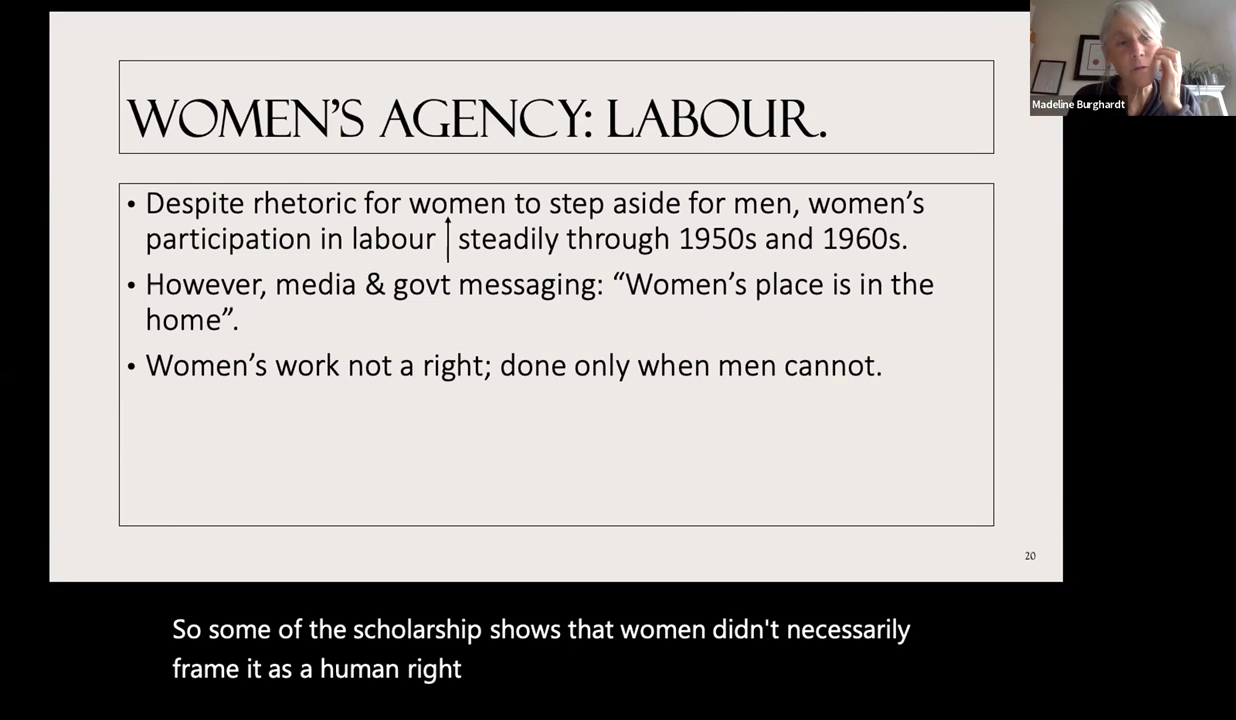 WOMEN'S AGENCY: LABOUR.
Madeline Burghardt
• Despite rhetoric for women to step aside for men, women's
participation in labour ↑ steadily through 1950s and 1960s.
• However, media & govt messaging: “Women's place is in the
home”.
• Women's work not a right; done only when men cannot.
20
So some of the scholarship shows that women didn't necessarily
frame it as a human right